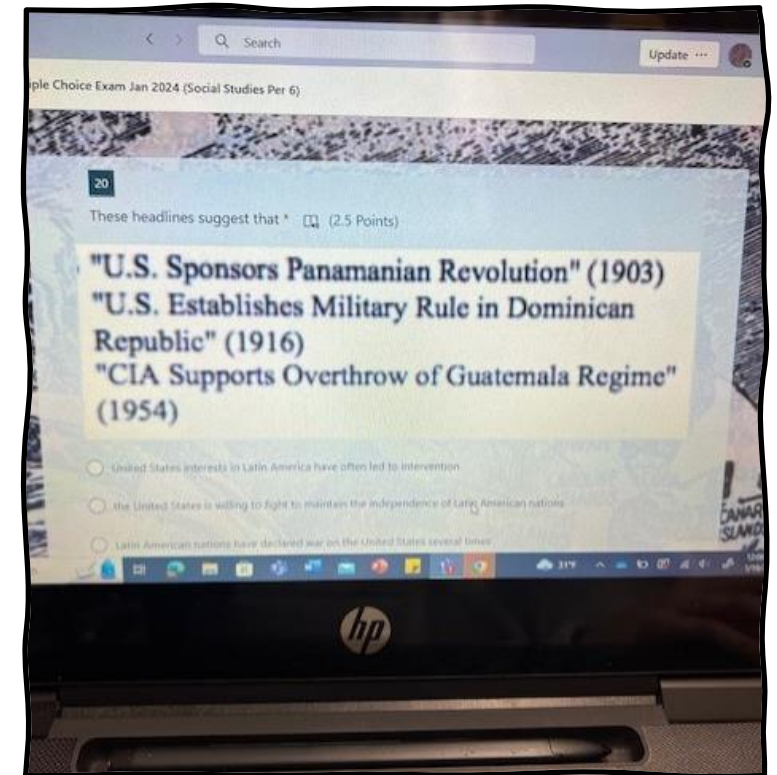 Search
Update ...
ple Choice Exam Jan 2024 (Social Studies Per 6)
20
These headlines suggest that * (2.5 Points)
"U.S. Sponsors Panamanian Revolution" (1903)
"U.S. Establishes Military Rule in Dominican
Republic" (1916)
"CIA Supports Overthrow of Guatemala Regime"
(1954)
United States interests in Latin America have often led to intervention
the United States is willing to fight to maintain the independence of Latin American nations
Latin American nations have declared war on the United States several times
31°F
hp